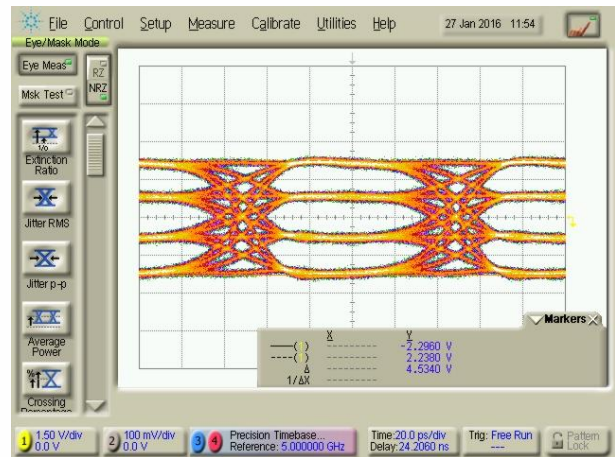 File Control Setup Measure Calibrate Utilities Help 27 Jan 2016 11:54
Eye/Mask Mode
Eye Meas
RZ
NRZ
Msk Test
1/0
Extinction
Ratio
Jitter RMS
Jitter p-p
Average
Power
Crossing
Markers
X Y
----( ) --------- -2.2960 V
----( ) --------- 2.2380 V
Δ --------- 4.5340 V
1/ΔX ---------
1 1.50 V/div
0.0 V
2 100 mV/div
0.0 V
3 4 Precision Timebase...
Reference: 5.000000 GHz
Time:20.0 ps/div
Delay:24.2060 ns
Trig: Free Run
---
Pattern
Lock